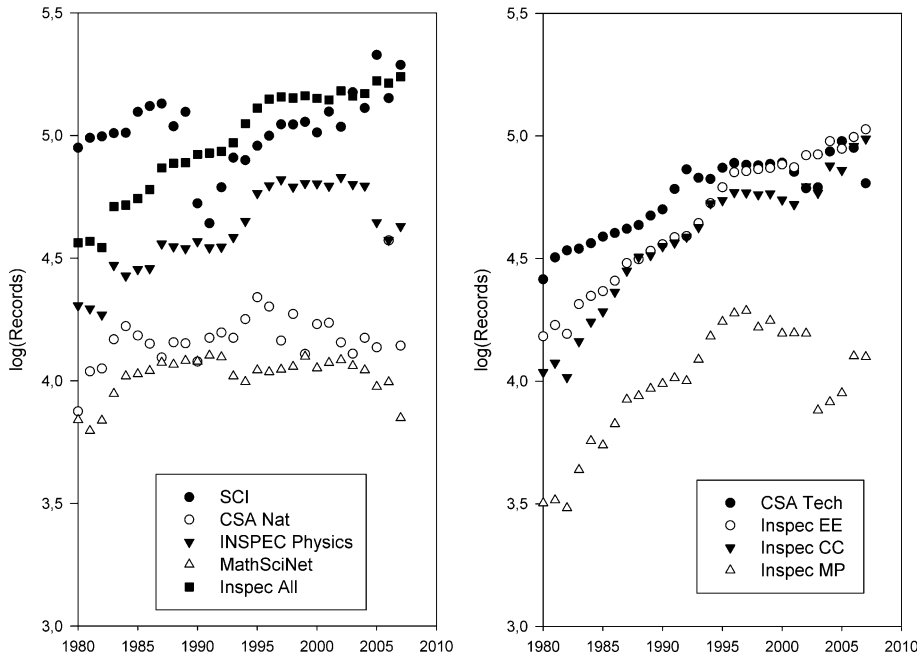 5,5
5,0
4,5
4,0
3,5
3,0
log(Records)
1980 1985 1990 1995 2000 2005 2010
SCI
CSA Nat
INSPEC Physics
MathSciNet
Inspec All
5,5
5,0
4,5
4,0
3,5
3,0
log(Records)
1980 1985 1990 1995 2000 2005 2010
CSA Tech
Inspec EE
Inspec CC
Inspec MP